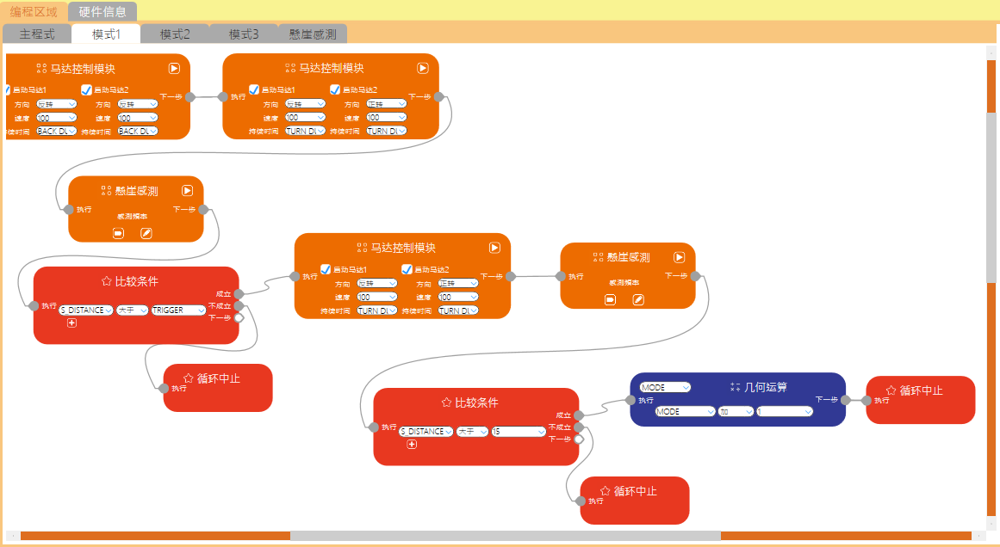 编程区域 硬件信息
主程式 模式1 模式2 模式3 懸崖感測
马达控制模块
启动马达1 启动马达2 下一步
方向 反转 方向 反转
速度 100 速度 100
持续时间 BACK DU 持续时间 BACK DU
马达控制模块
执行 启动马达1 启动马达2 下一步
方向 反转 方向 正转
速度 100 速度 100
持续时间 TURN DU 持续时间 TURN DU
懸崖感測
执行 下一步
感測頻率
马达控制模块
执行 启动马达1 启动马达2 下一步
方向 反转 方向 正转
速度 100 速度 100
持续时间 TURN DU 持续时间 TURN DU
懸崖感測
执行 下一步
感測頻率
比较条件
成立
执行 S_DISTANCE 大于 TRIGGER 不成立
下一步
循环中止
执行
比较条件
成立
执行 S_DISTANCE 大于 15 不成立
下一步
MODE 几何运算
执行 下一步
MODE 加 1
循环中止
执行
循环中止
执行